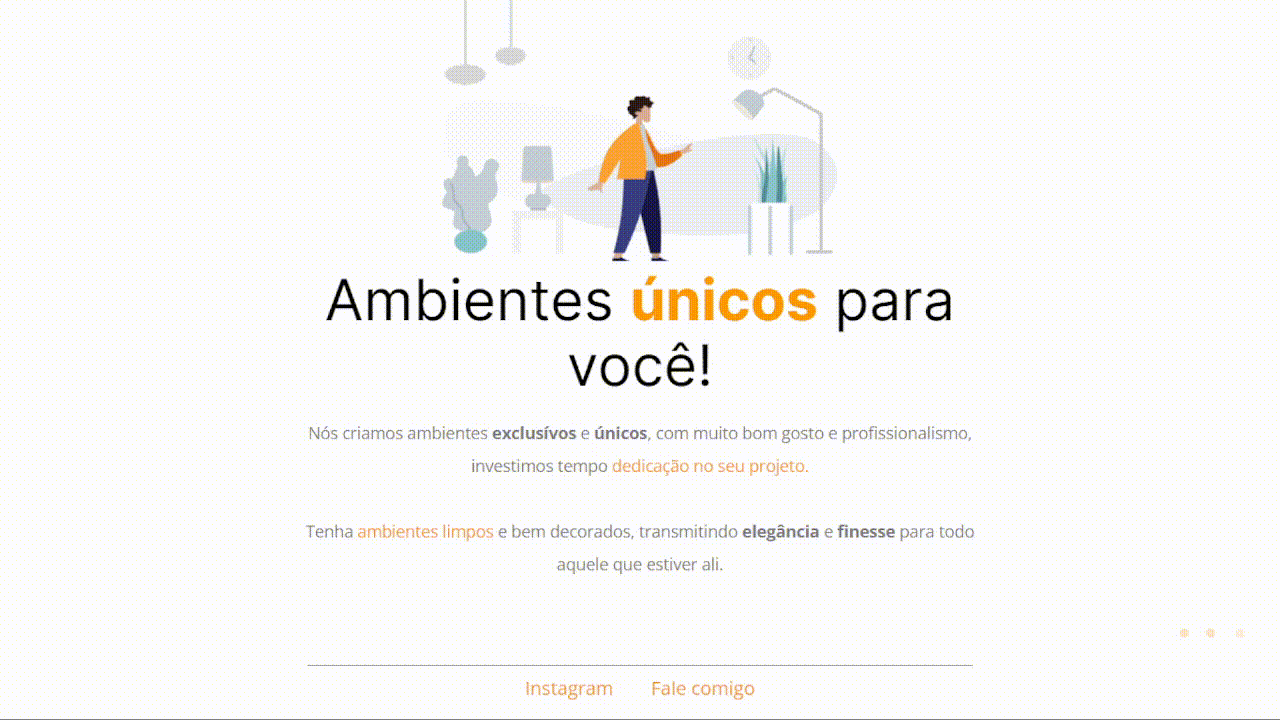 Ambientes únicos para
você!
Nós criamos ambientes exclusívos e únicos, com muito bom gosto e profissionalismo,
investimos tempo dedicação no seu projeto.
Tenha ambientes limpos e bem decorados, transmitindo elegância e finesse para todo
aquele que estiver ali.
Instagram Fale comigo